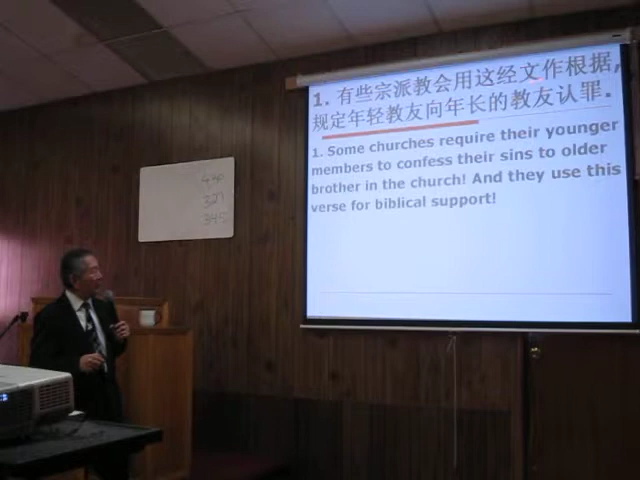 1. 有些宗派教会用这经文作根据,
规定年轻教友向年长的教友认罪.
1. Some churches require their younger
members to confess their sins to older
brother in the church! And they use this
verse for biblical support!
327
345